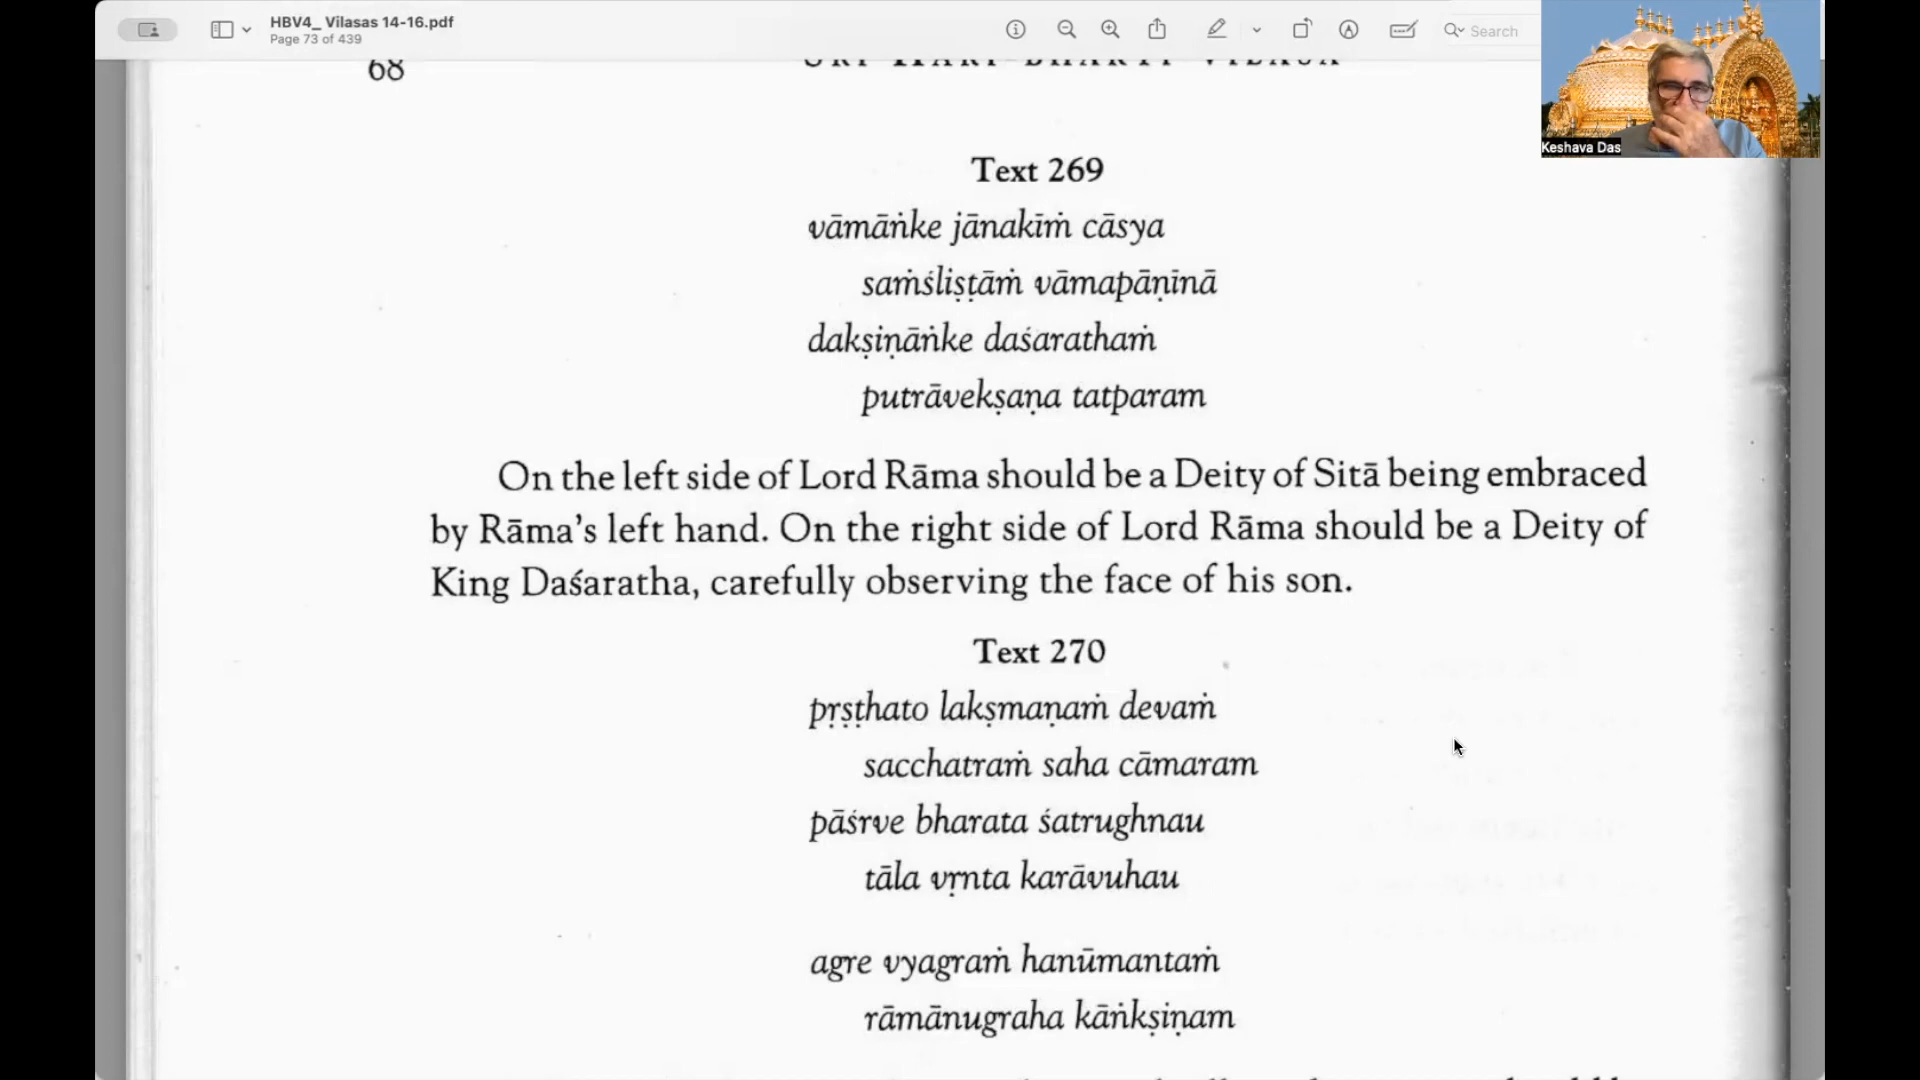 HBV4_ Vilasas 14-16.pdf
Page 73 of 439
Search
Keshava Das
68
Text 269
vāmāṅke jānakīṁ cāsya
saṁśliṣṭāṁ vāmapāṇinā
dakṣiṇāṅke daśarathaṁ
putrāvekṣaṇa tatparam
On the left side of Lord Rāma should be a Deity of Sitā being embraced
by Rāma’s left hand. On the right side of Lord Rāma should be a Deity of
King Daśaratha, carefully observing the face of his son.
Text 270
pṛṣṭhato lakṣmaṇaṁ devaṁ
sacchatraṁ saha cāmaram
pāśrve bharata śatrughnau
tāla vṛnta karāvuhau
agre vyagraṁ hanūmantaṁ
rāmānugraha kāṅkṣiṇam